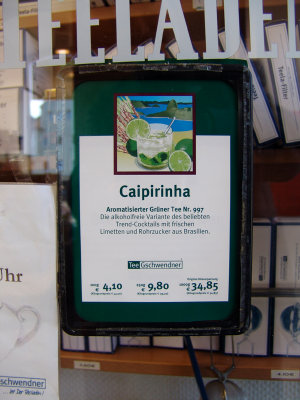 TEELADE
Caipirinha
Aromatisierter Grüner Tee Nr. 997
Die alkoholfreie Variante des beliebten
Trend-Cocktails mit frischen
Limetten und Rohrzucker aus Brasilien.
TeeGschwendner
€ 4,10
€ 9,80
€ 34,85
Uhr
Gschwendner